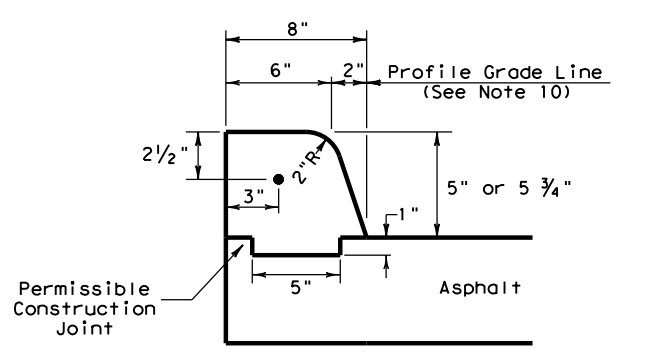 8"
6"
2"
Profile Grade Line
(See Note 10)
2½"
2"R
3"
5" or 5 ¾"
1"
5"
Permissible
Construction
Joint
Asphalt